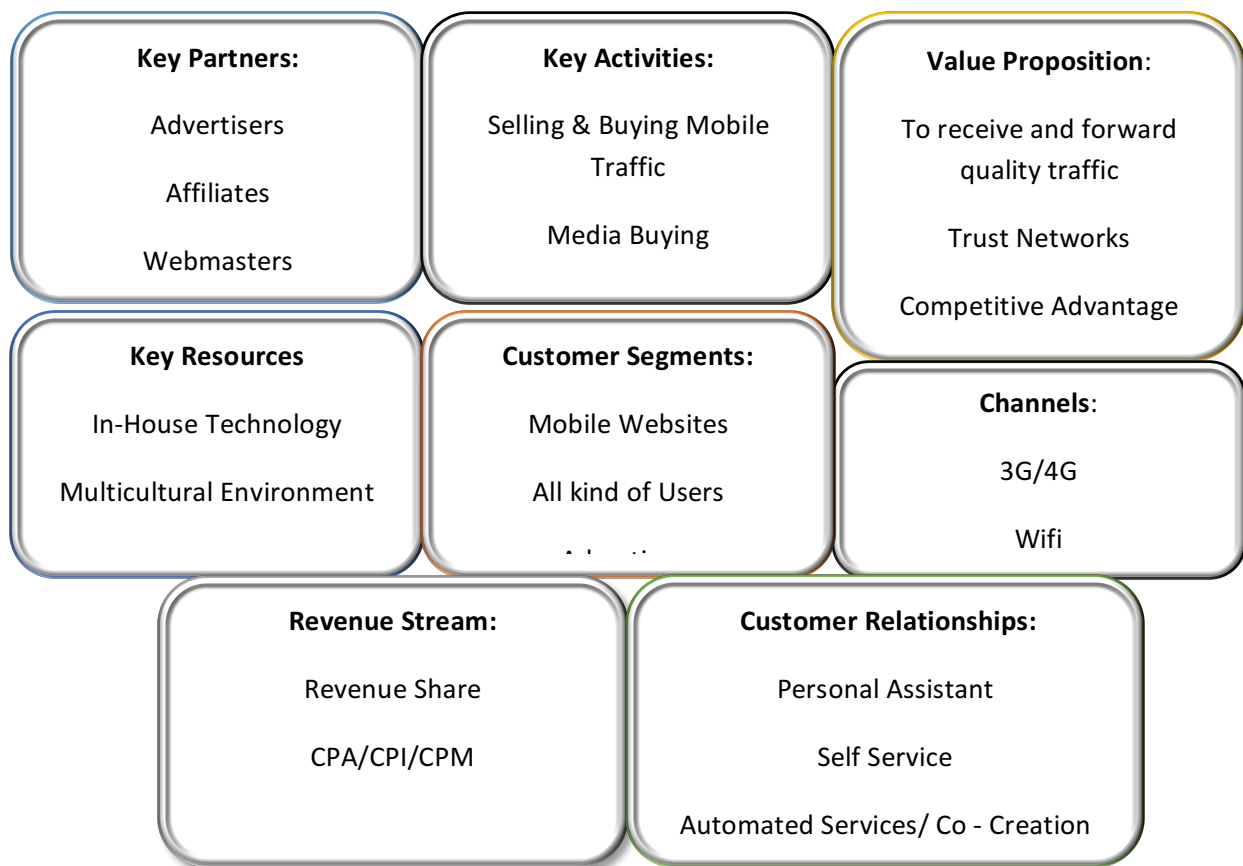 Key Partners:
Advertisers
Affiliates
Webmasters
Key Activities:
Selling & Buying Mobile
Traffic
Media Buying
Value Proposition:
To receive and forward
quality traffic
Trust Networks
Competitive Advantage
Key Resources
In-House Technology
Multicultural Environment
Customer Segments:
Mobile Websites
All kind of Users
Channels:
3G/4G
Wifi
Revenue Stream:
Revenue Share
CPA/CPI/CPM
Customer Relationships:
Personal Assistant
Self Service
Automated Services/ Co - Creation